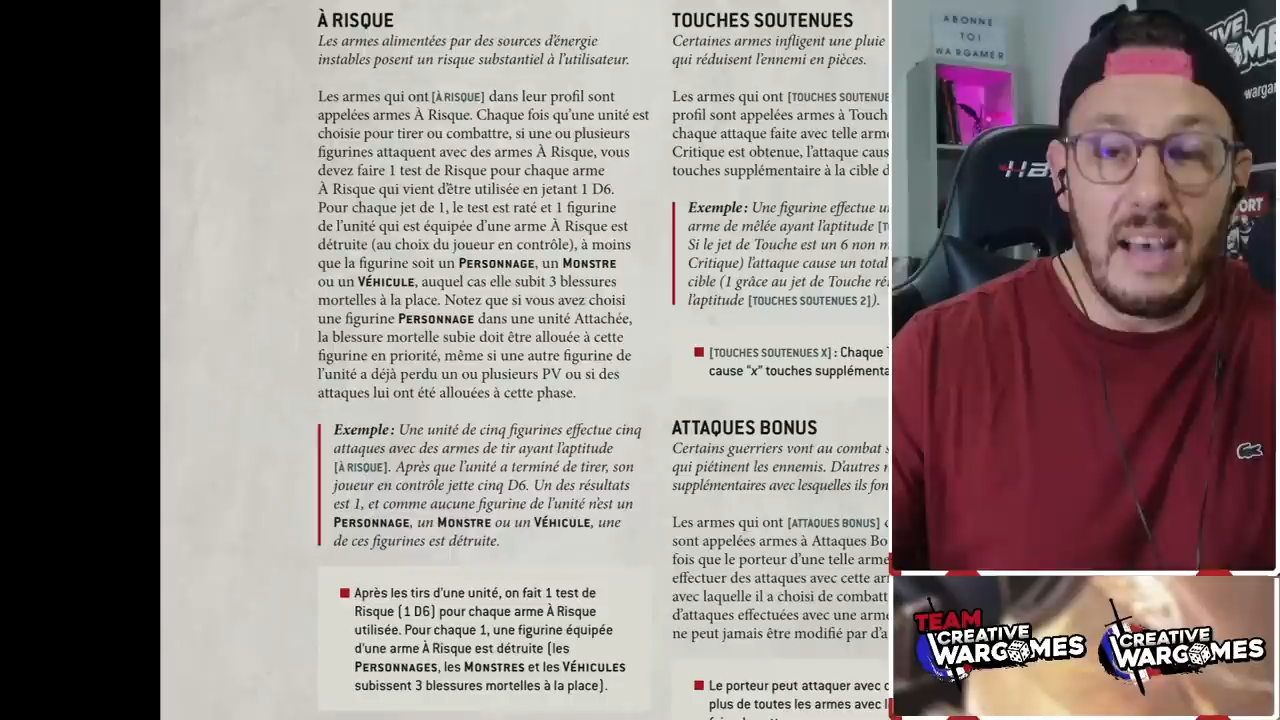 À RISQUE
Les armes alimentées par des sources d'énergie
instables posent un risque substantiel à l'utilisateur.
Les armes qui ont [À RISQUE] dans leur profil sont
appelées armes À Risque. Chaque fois qu'une unité est
choisie pour tirer ou combattre, si une ou plusieurs
figurines attaquent avec des armes À Risque, vous
devez faire 1 test de Risque pour chaque arme
À Risque qui vient d'être utilisée en jetant 1 D6.
Pour chaque jet de 1, le test est raté et 1 figurine
de l'unité qui est équipée d'une arme À Risque est
détruite (au choix du joueur en contrôle), à moins
que la figurine soit un PERSONNAGE, un MONSTRE
ou un VÉHICULE, auquel cas elle subit 3 blessures
mortelles à la place. Notez que si vous avez choisi
une figurine PERSONNAGE dans une unité Attachée,
la blessure mortelle subie doit être allouée à cette
figurine en priorité, même si une autre figurine de
l'unité a déjà perdu un ou plusieurs PV ou si des
attaques lui ont été allouées à cette phase.
Exemple : Une unité de cinq figurines effectue cinq
attaques avec des armes de tir ayant l'aptitude
[À RISQUE]. Après que l'unité a terminé de tirer, son
joueur en contrôle jette cinq D6. Un des résultats
est 1, et comme aucune figurine de l'unité n'est un
PERSONNAGE, un MONSTRE ou un VÉHICULE, une
de ces figurines est détruite.
Après les tirs d'une unité, on fait 1 test de
Risque (1 D6) pour chaque arme À Risque
utilisée. Pour chaque 1, une figurine équipée
d'une arme À Risque est détruite (les
PERSONNAGES, les MONSTRES et les VÉHICULES
subissent 3 blessures mortelles à la place).
TOUCHES SOUTENUES
Certaines armes infligent une pluie
qui réduisent l'ennemi en pièces.
Les armes qui ont [TOUCHES SOUTENUE
profil sont appelées armes à Touch
chaque attaque faite avec telle arme
Critique est obtenue, l'attaque caus
touches supplémentaire à la cible d
Exemple : Une figurine effectue u
arme de mêlée ayant l'aptitude [T
Si le jet de Touche est un 6 non m
Critique) l'attaque cause un total
cible (1 grâce au jet de Touche ré
l'aptitude [TOUCHES SOUTENUES 2]).
[TOUCHES SOUTENUES X] : Chaque
cause "x" touches supplémenta
ATTAQUES BONUS
Certains guerriers vont au combat s
qui piétinent les ennemis. D'autres
supplémentaires avec lesquelles ils fon
Les armes qui ont [ATTAQUES BONUS]
sont appelées armes à Attaques Bo
fois que le porteur d'une telle arme
effectuer des attaques avec cette ar
avec laquelle il a choisi de combatt
d'attaques effectuées avec une arme
ne peut jamais être modifié par d'a
Le porteur peut attaquer avec
plus de toutes les armes avec l
ABONNE
TOI
WARGAMER
TEAM
CREATIVE
WARGAMES
CREATIVE
WARGAMES